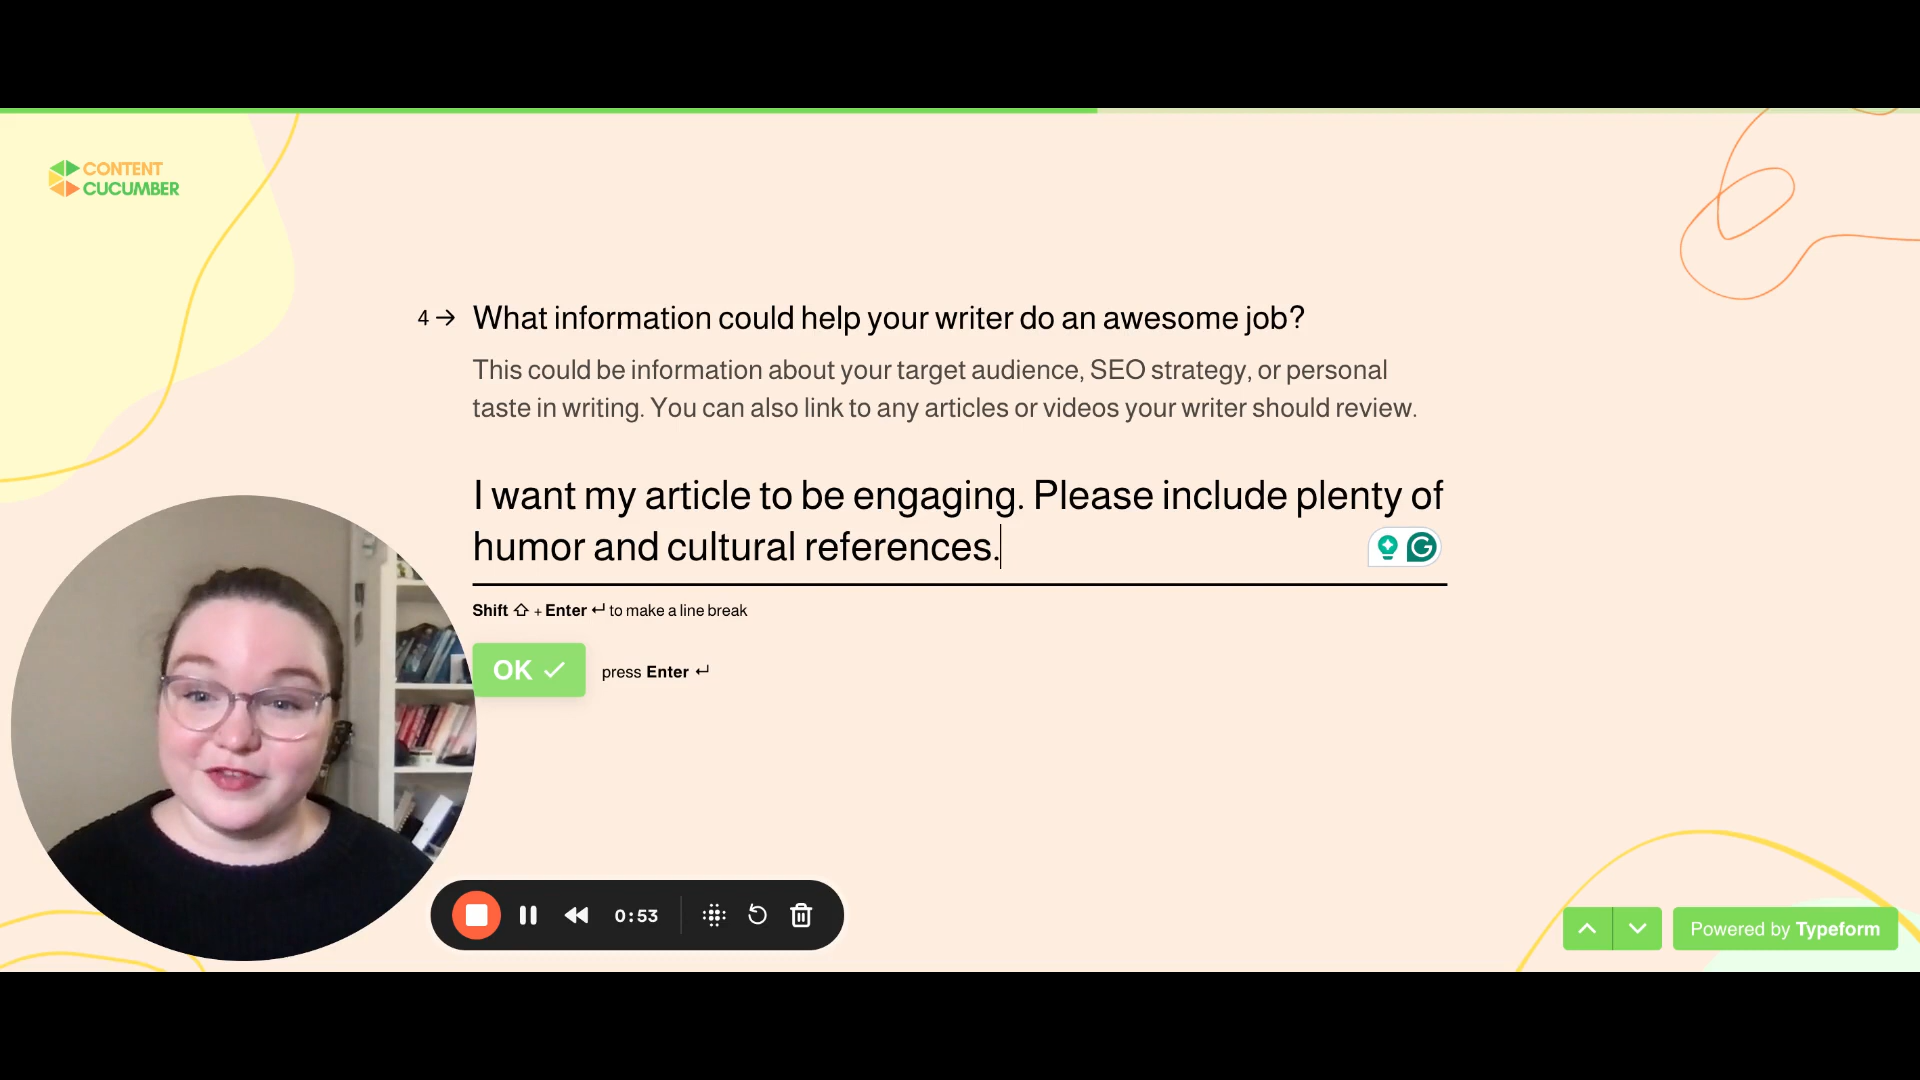 CONTENT
CUCUMBER
4 → What information could help your writer do an awesome job?
This could be information about your target audience, SEO strategy, or personal
taste in writing. You can also link to any articles or videos your writer should review.
I want my article to be engaging. Please include plenty of
humor and cultural references.
Shift ⇧ + Enter ↵ to make a line break
OK ✓ press Enter ↵
0:53
Powered by Typeform